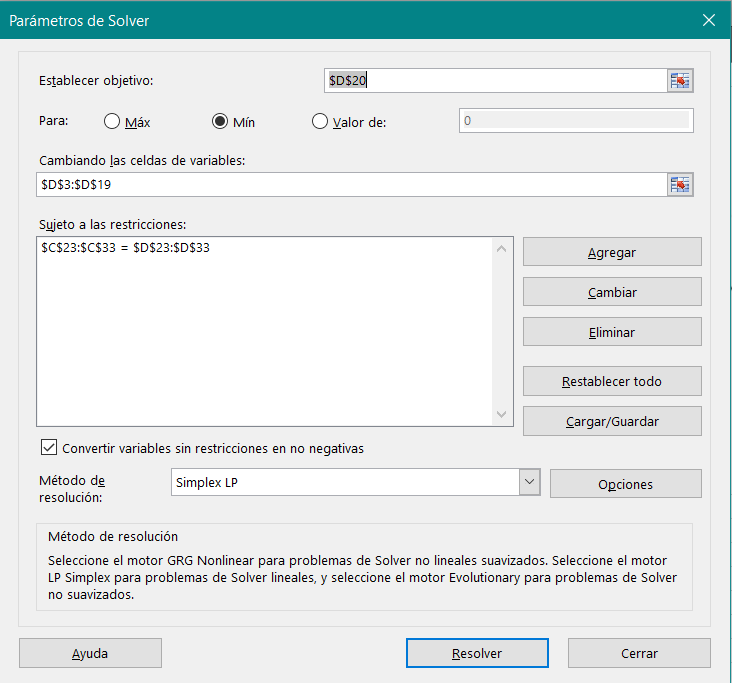 Parámetros de Solver
Establecer objetivo:
$D$20
Para:
Máx
Mín
Valor de:
0
Cambiando las celdas de variables:
$D$3:$D$19
Sujeto a las restricciones:
$C$23:$C$33 = $D$23:$D$33
Agregar
Cambiar
Eliminar
Restablecer todo
Cargar/Guardar
Convertir variables sin restricciones en no negativas
Método de
resolución:
Simplex LP
Opciones
Método de resolución
Seleccione el motor GRG Nonlinear para problemas de Solver no lineales suavizados. Seleccione el motor
LP Simplex para problemas de Solver lineales, y seleccione el motor Evolutionary para problemas de Solver
no suavizados.
Ayuda
Resolver
Cerrar